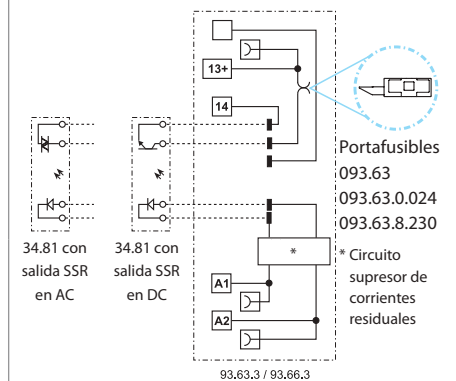 13+
14
Portafusibles
093.63
093.63.0.024
093.63.8.230
34.81 con
salida SSR
en AC
34.81 con
salida SSR
en DC
*
* Circuito
supresor de
corrientes
residuales
A1
A2
93.63.3 / 93.66.3